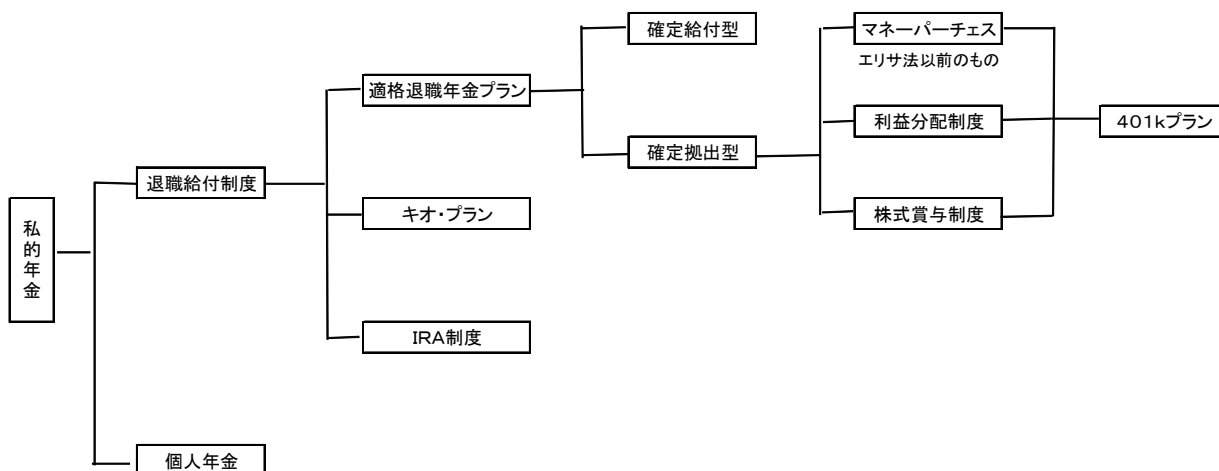 私的年金
退職給付制度
個人年金
適格退職年金プラン
キオ・プラン
IRA制度
確定給付型
確定拠出型
マネーパーチェス
エリサ法以前のもの
利益分配制度
株式賞与制度
401kプラン